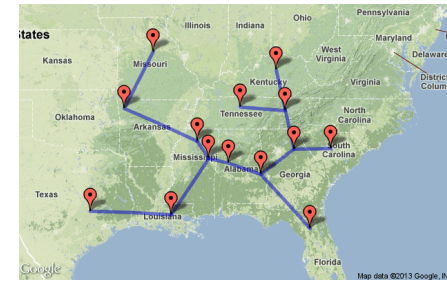 Pennsylvania
Ohio
Illinois
Indiana
Maryland
States
West
Virginia
Delaware
Kansas
Missouri
Kentucky
Virginia
District
Colum
Oklahoma
Tennessee
North
Carolina
Arkansas
Mississippi
South
Carolina
Alabama
Georgia
Texas
Louisiana
Florida
Google
Map data ©2013 Google, IN